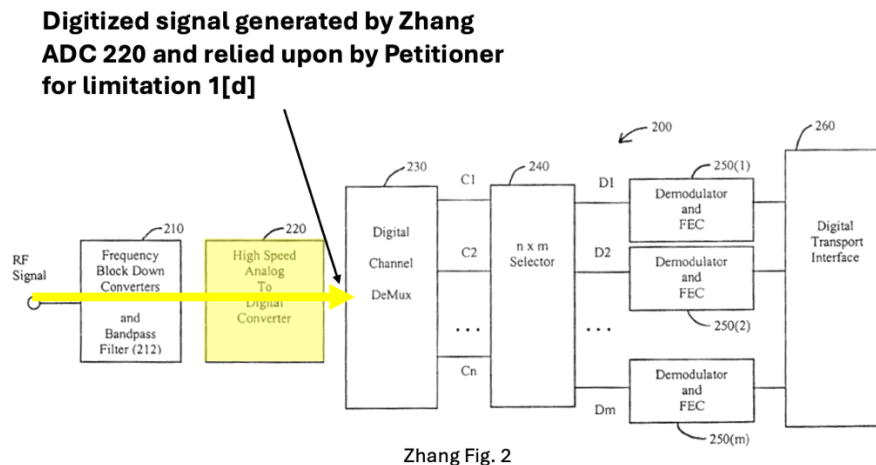 Digitized signal generated by Zhang
ADC 220 and relied upon by Petitioner
for limitation 1[d]
200
260
230
240
250(1)
C1
D1
210
220
Demodulator
and
FEC
Digital
Channel
DeMux
n x m
Selector
Digital
Transport
Interface
RF
Signal
Frequency
Block Down
Converters
and
Bandpass
Filter (212)
High Speed
Analog
To
Digital
Converter
C2
D2
Demodulator
and
FEC
250(2)
...
...
Cn
Dm
Demodulator
and
FEC
250(m)
Zhang Fig. 2